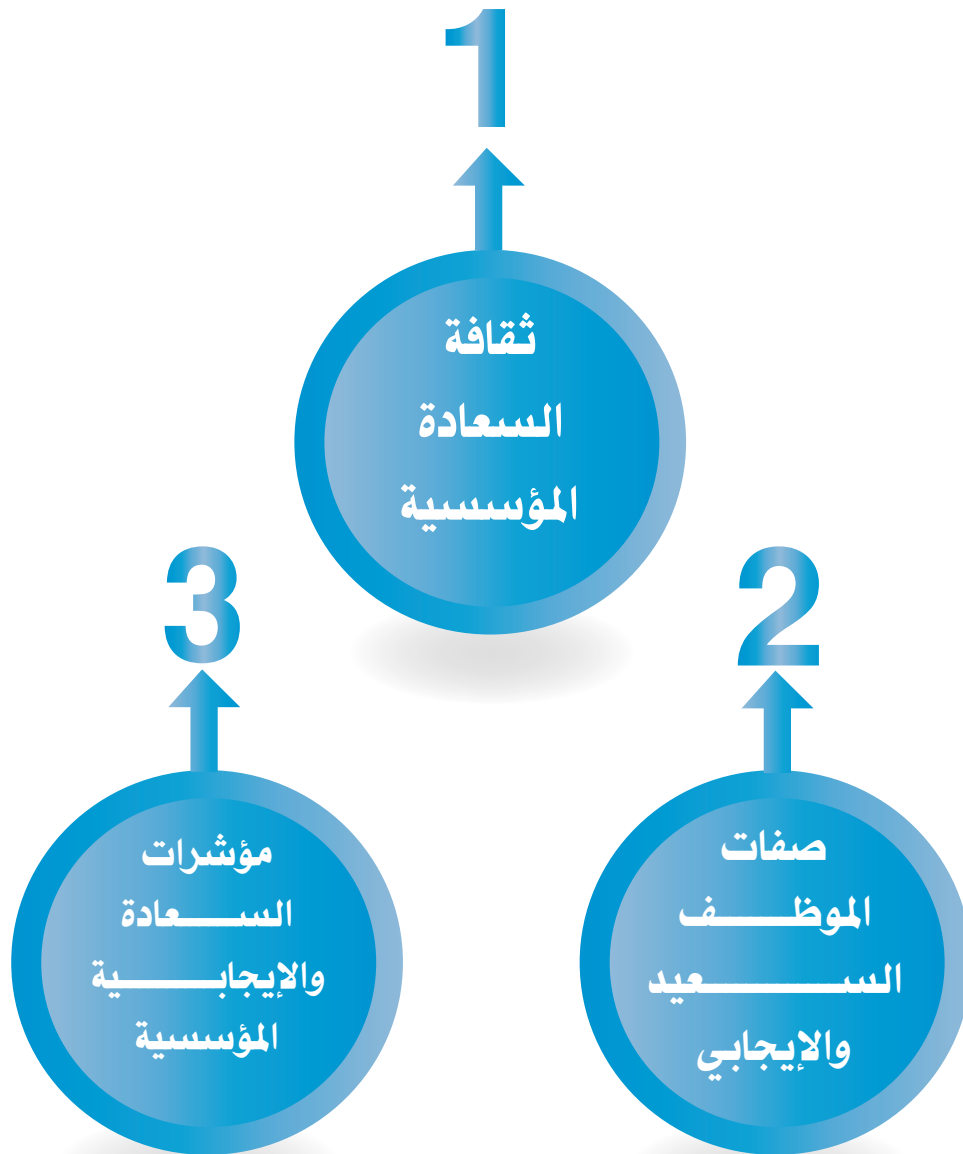 1
ثقافة
السعادة
المؤسسية
2
صفات
الموظف
السعيد
والإيجابي
3
مؤشرات
السعادة
والإيجابية
المؤسسية